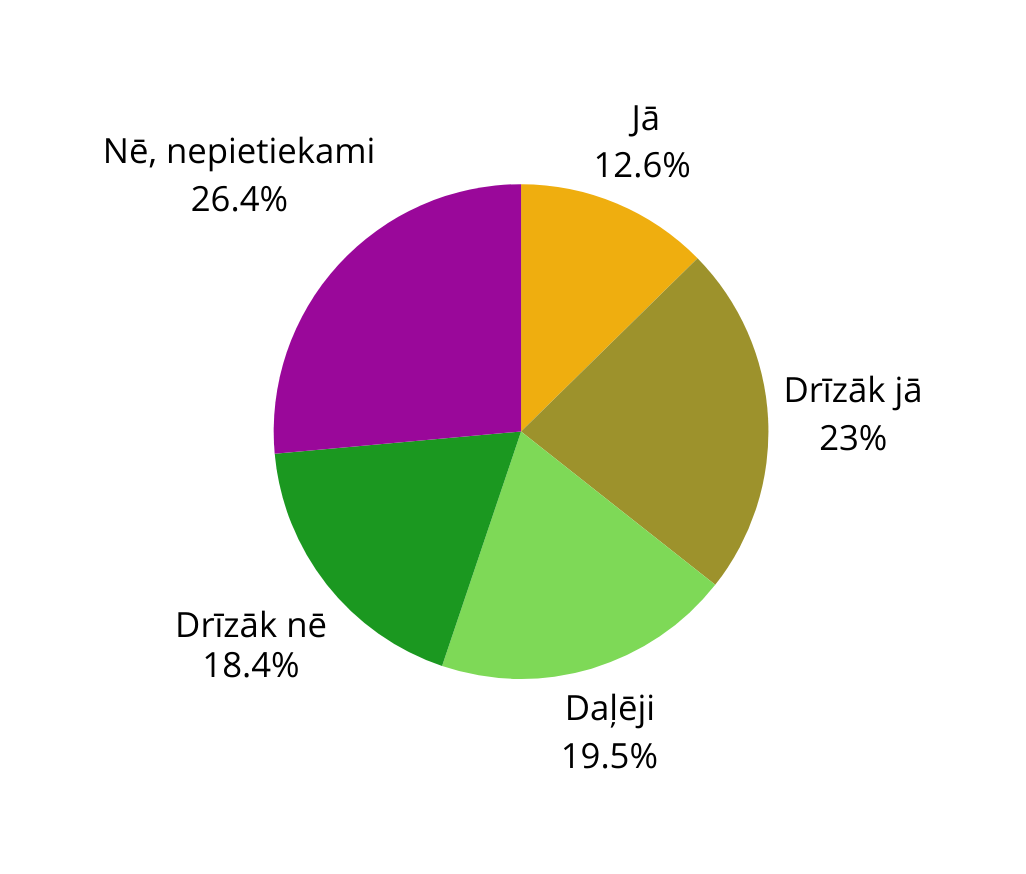 Jā
12.6%
Nē, nepietiekami
26.4%
Drīzāk jā
23%
Drīzāk nē
18.4%
Daļēji
19.5%